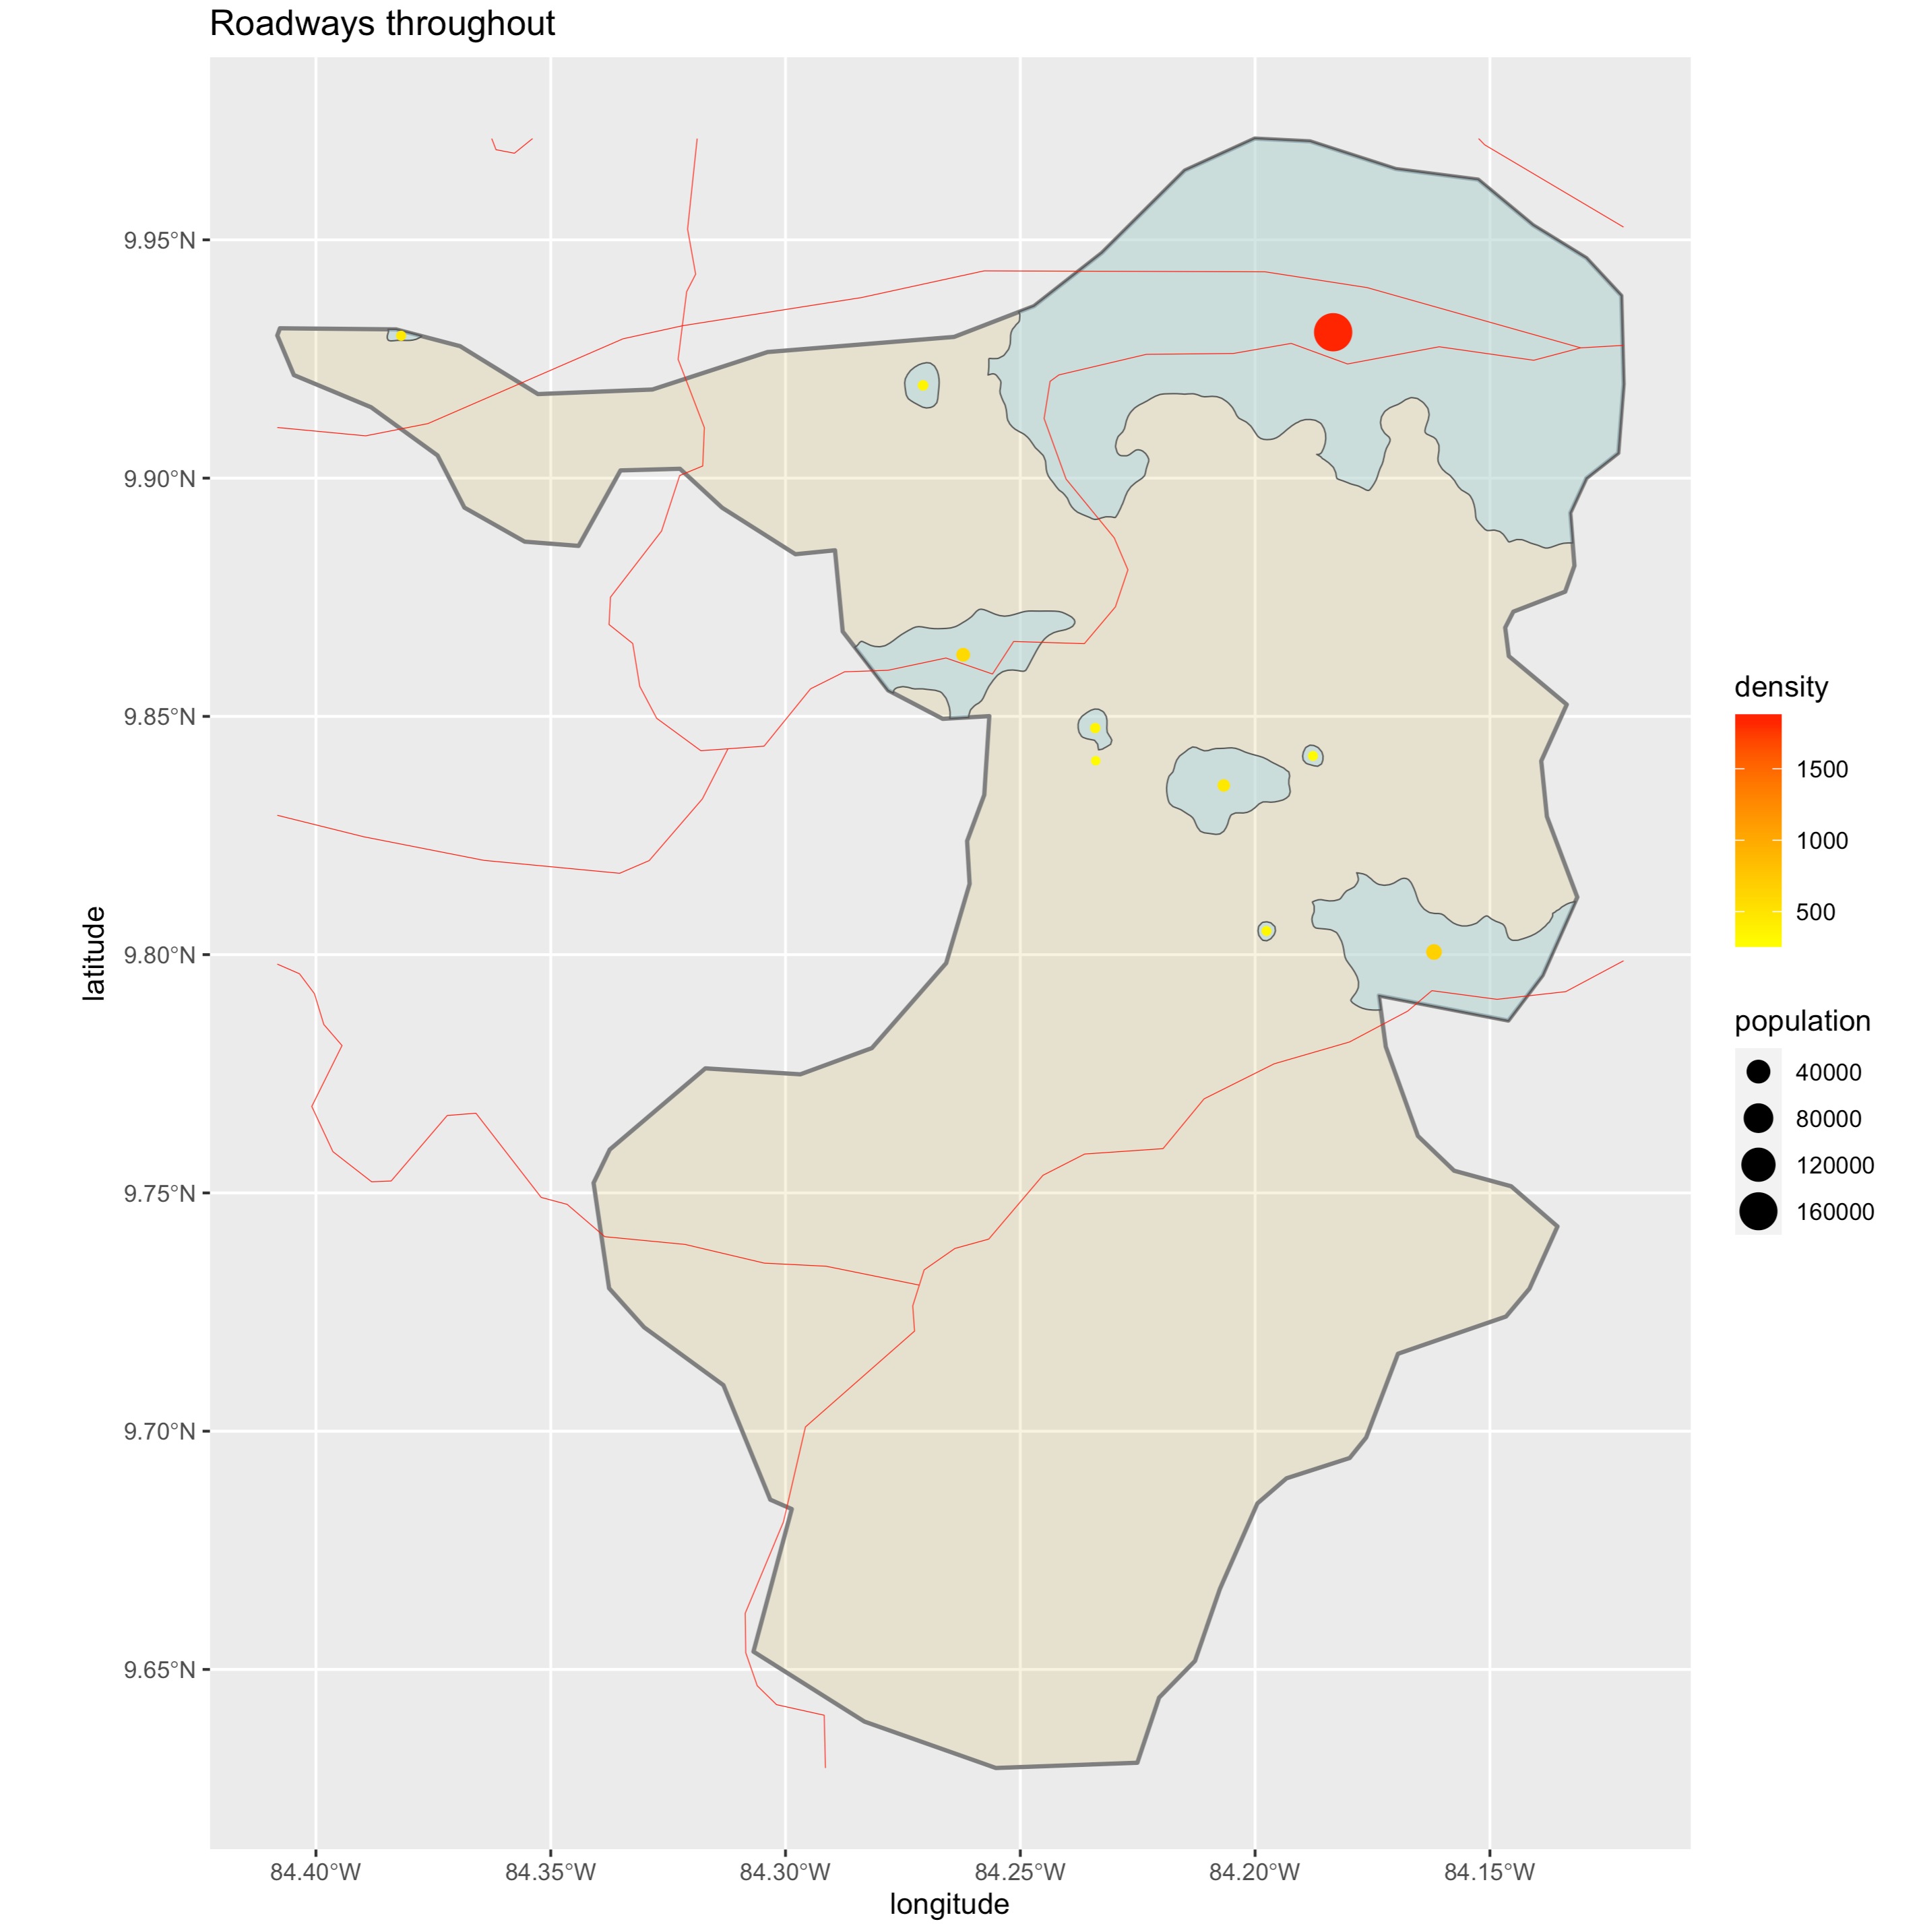 Roadways throughout
9.95°N
9.90°N
9.85°N
9.80°N
9.75°N
9.70°N
9.65°N
latitude
84.40°W
84.35°W
84.30°W
84.25°W
84.20°W
84.15°W
longitude
density
1500
1000
500
population
40000
80000
120000
160000